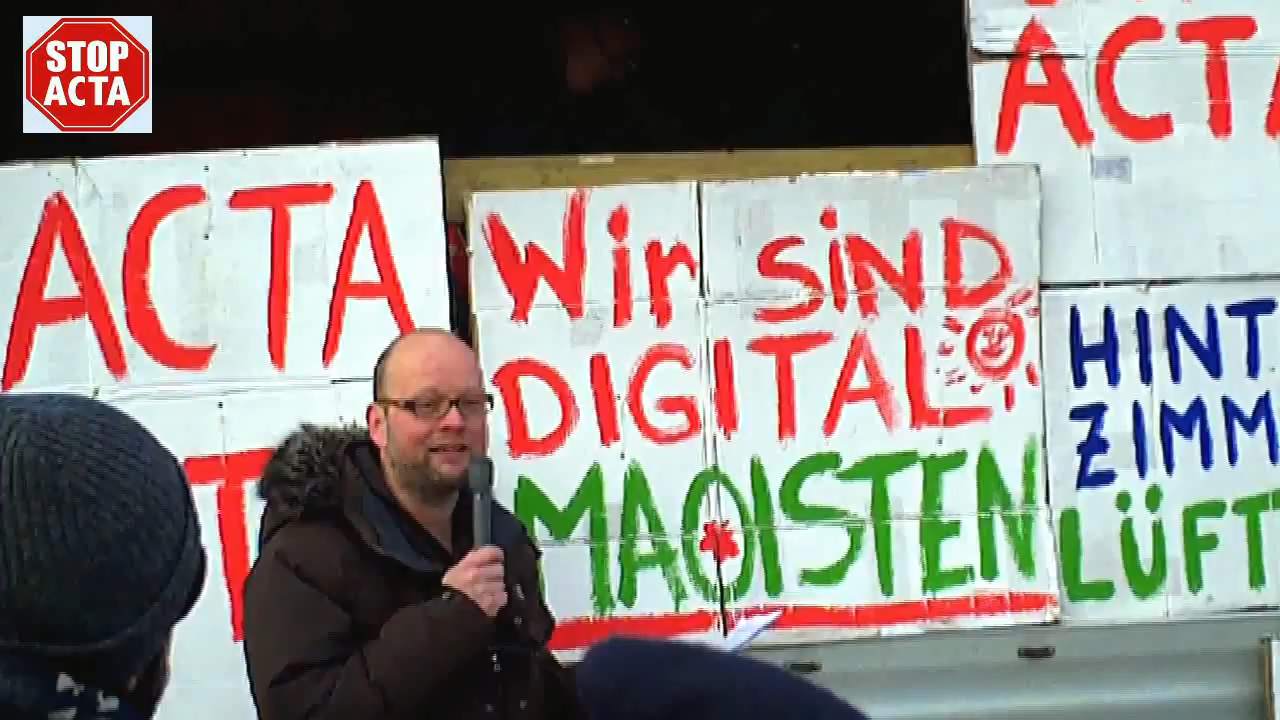 STOP
ACTA
ACTA
T
Wir SiND
DIGITAL
MAOISTEN
ACTA
HINT
ZIMM
LÜFT